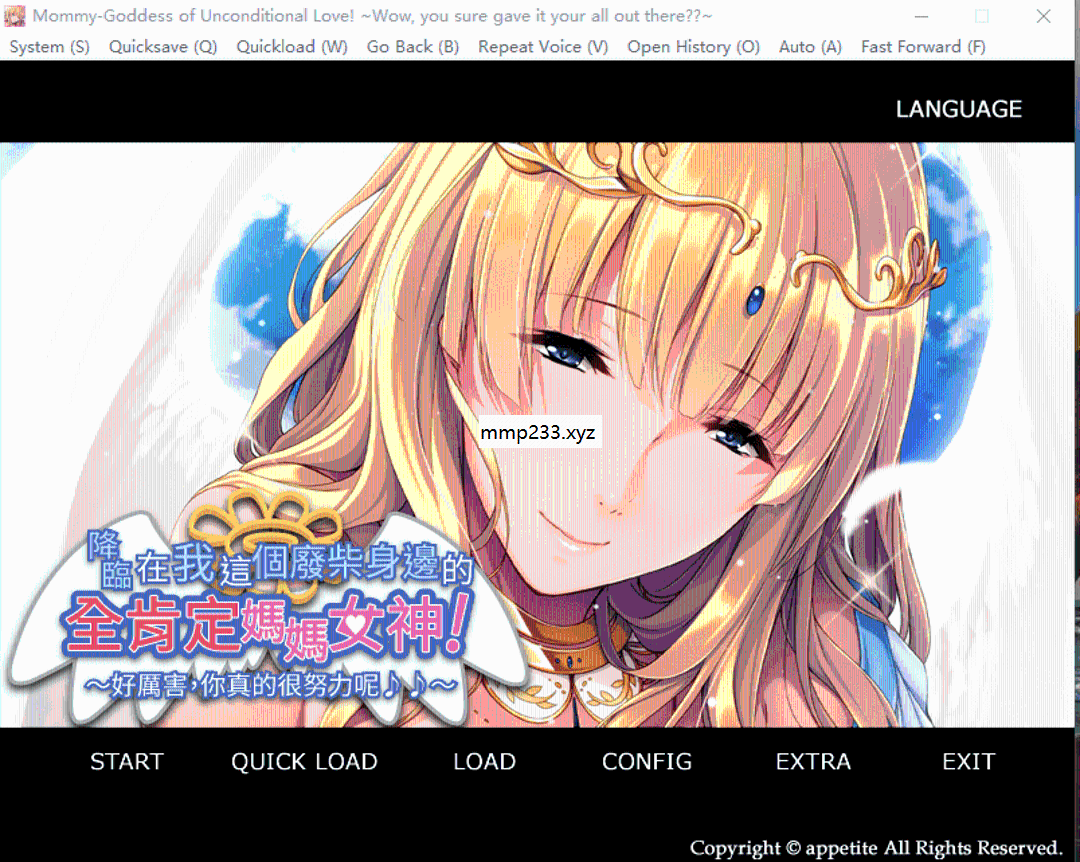 Mommy-Goddess of Unconditional Love! ~Wow, you sure gave it your all out there??~
System (S) Quicksave (Q) Quickload (W) Go Back (B) Repeat Voice (V) Open History (O) Auto (A) Fast Forward (F)
LANGUAGE
mmp233.xyz
降臨在我這個廢柴身邊的
全肯定媽媽女神!
~好厲害,你真的很努力呢♪♪~
START QUICK LOAD LOAD CONFIG EXTRA EXIT
Copyright © appetite All Rights Reserved.